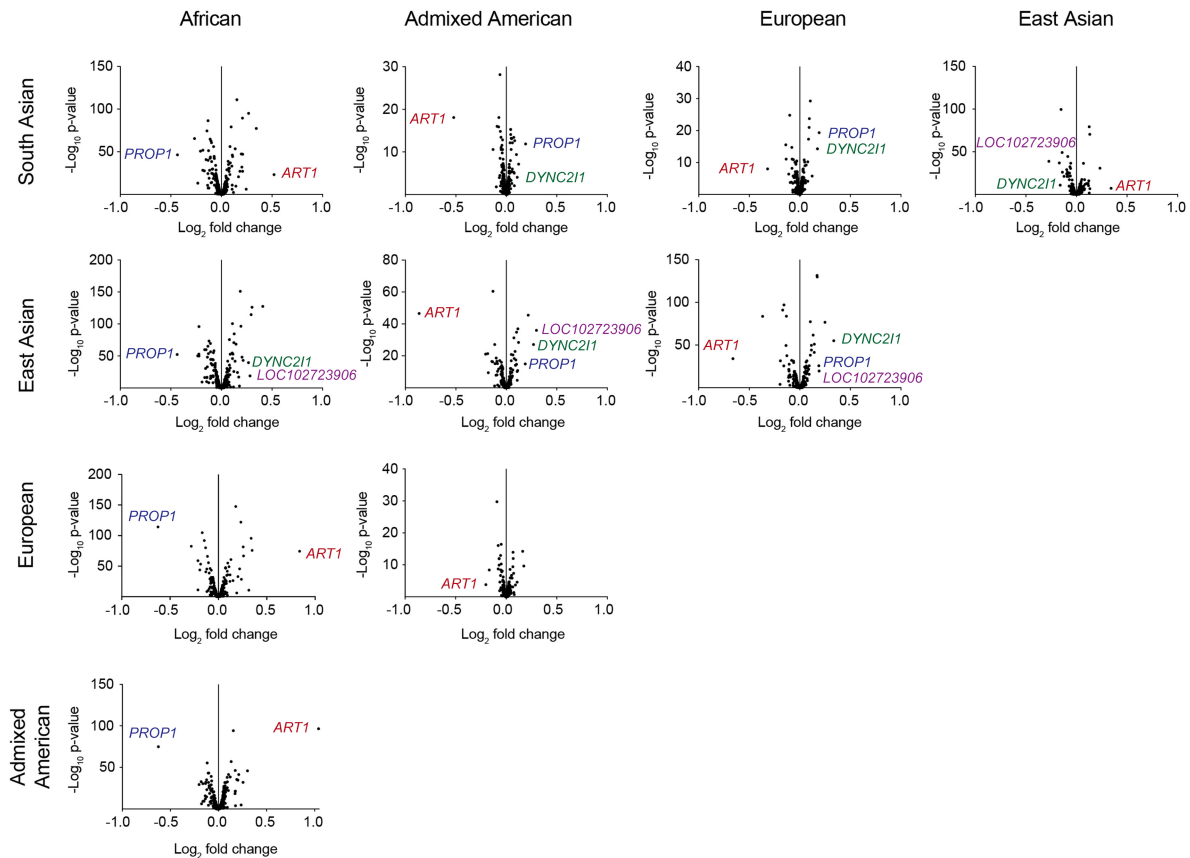 African
Admixed American
European
East Asian
South Asian
-Log10 p-value
150
100
50
PROP1
ART1
-1.0
-0.5
0.0
0.5
1.0
Log2 fold change
-Log10 p-value
30
20
10
ART1
PROP1
DYNC2I1
-1.0
-0.5
0.0
0.5
1.0
Log2 fold change
-Log10 p-value
40
30
20
10
PROP1
DYNC2I1
ART1
-1.0
-0.5
0.0
0.5
1.0
Log2 fold change
-Log10 p-value
150
100
50
LOC102723906
DYNC2I1
ART1
-1.0
-0.5
0.0
0.5
1.0
Log2 fold change
East Asian
-Log10 p-value
200
150
100
50
PROP1
DYNC2I1
LOC102723906
-1.0
-0.5
0.0
0.5
1.0
Log2 fold change
-Log10 p-value
80
60
40
20
ART1
LOC102723906
DYNC2I1
PROP1
-1.0
-0.5
0.0
0.5
1.0
Log2 fold change
-Log10 p-value
150
100
50
DYNC2I1
ART1
PROP1
LOC102723906
-1.0
-0.5
0.0
0.5
1.0
Log2 fold change
European
-Log10 p-value
200
150
100
50
PROP1
ART1
-1.0
-0.5
0.0
0.5
1.0
Log2 fold change
-Log10 p-value
40
30
20
10
ART1
-1.0
-0.5
0.0
0.5
1.0
Log2 fold change
Admixed
American
-Log10 p-value
150
100
50
PROP1
ART1
-1.0
-0.5
0.0
0.5
1.0
Log2 fold change